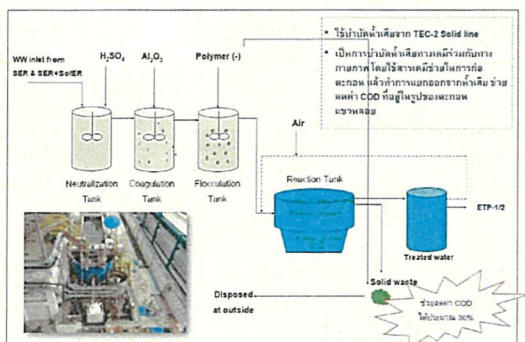 • ใช้บำบัดน้ำเสียจาก TEC-2 Solid line
• เป็นการบำบัดน้ำเสียทางเคมีร่วมกับทาง
กายภาพ โดยใช้สารเคมีช่วยในการก่อ
ตะกอน แล้วทำการแยกออกจากน้ำเสีย ช่วย
ลดค่า COD ที่อยู่ในรูปของตะกอน
แขวนลอย
WW inlet from
SER & SER+SolER
H₂SO₄
Al₂O₃
Polymer (-)
Air
Neutralization
Tank
Coagulation
Tank
Flocculation
Tank
Reaction Tank
ETP-1/2
Treated water
Solid waste
Disposed
at outside
ช่วยลดค่า COD
ได้ประมาณ 30%